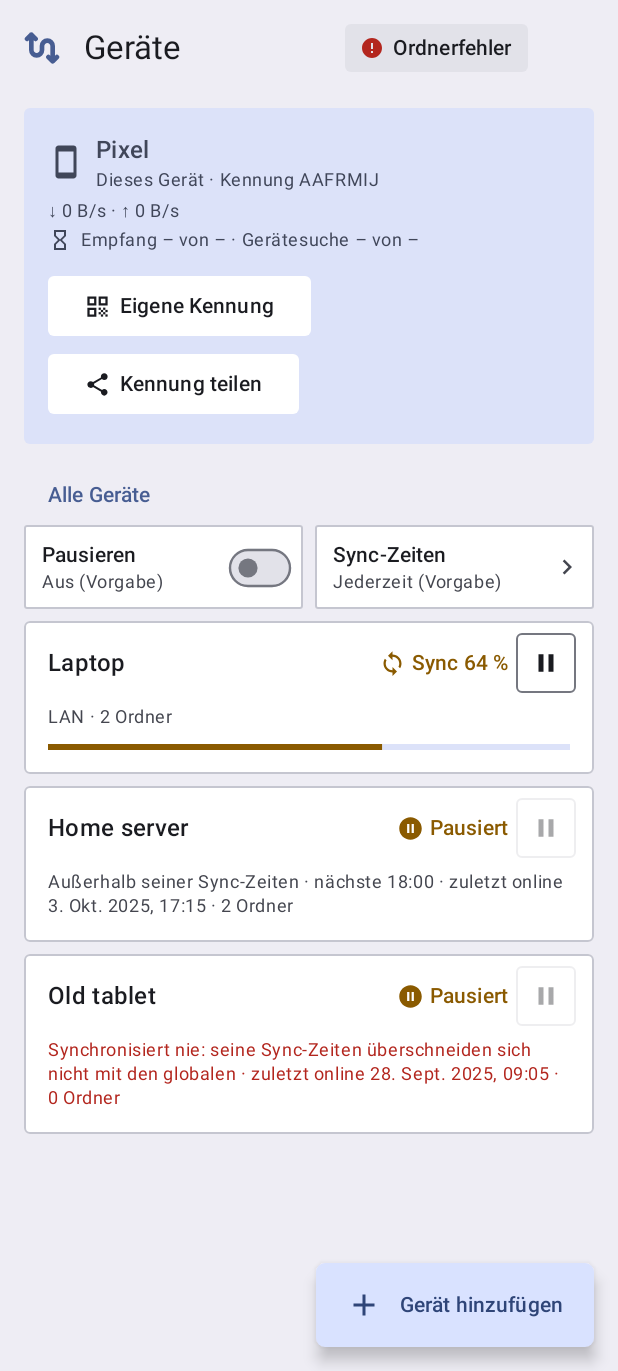 Geräte
Ordnerfehler
Pixel
Dieses Gerät · Kennung AAFRMIJ
↓ 0 B/s · ↑ 0 B/s
Empfang – von – · Gerätesuche – von –
Eigene Kennung
Kennung teilen
Alle Geräte
Pausieren
Aus (Vorgabe)
Sync-Zeiten
Jederzeit (Vorgabe)
Laptop
Sync 64 %
LAN · 2 Ordner
Home server
Pausiert
Außerhalb seiner Sync-Zeiten · nächste 18:00 · zuletzt online
3. Okt. 2025, 17:15 · 2 Ordner
Old tablet
Pausiert
Synchronisiert nie: seine Sync-Zeiten überschneiden sich
nicht mit den globalen · zuletzt online 28. Sept. 2025, 09:05 ·
0 Ordner
Gerät hinzufügen